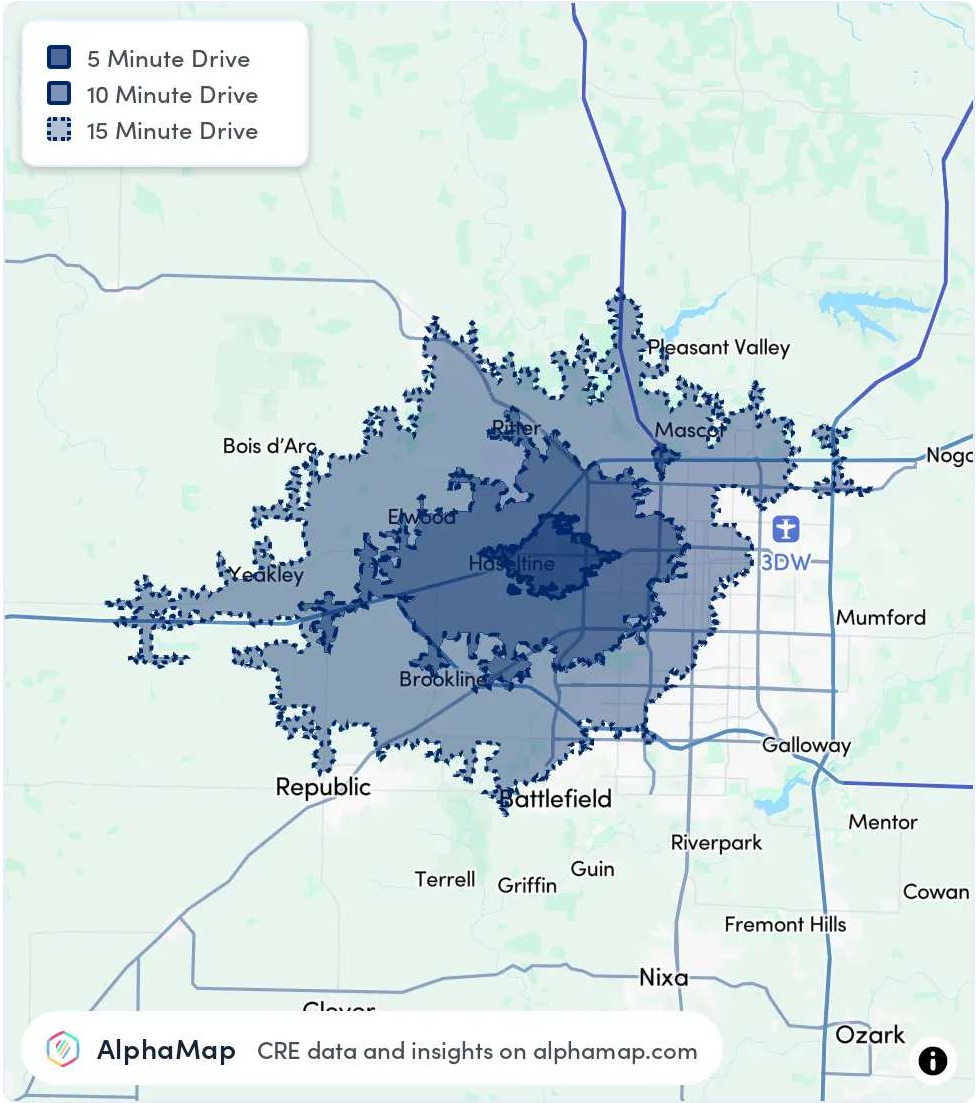 5 Minute Drive
10 Minute Drive
15 Minute Drive
Pleasant Valley
Ritter
Mascot
Bois d'Arc
Elwood
Haseltine
3DW
Yeakley
Mumford
Brookline
Galloway
Republic
Battlefield
Mentor
Riverpark
Guin
Terrell
Griffin
Cowan
Fremont Hills
Nixa
Ozark
AlphaMap
CRE data and insights on alphamap.com